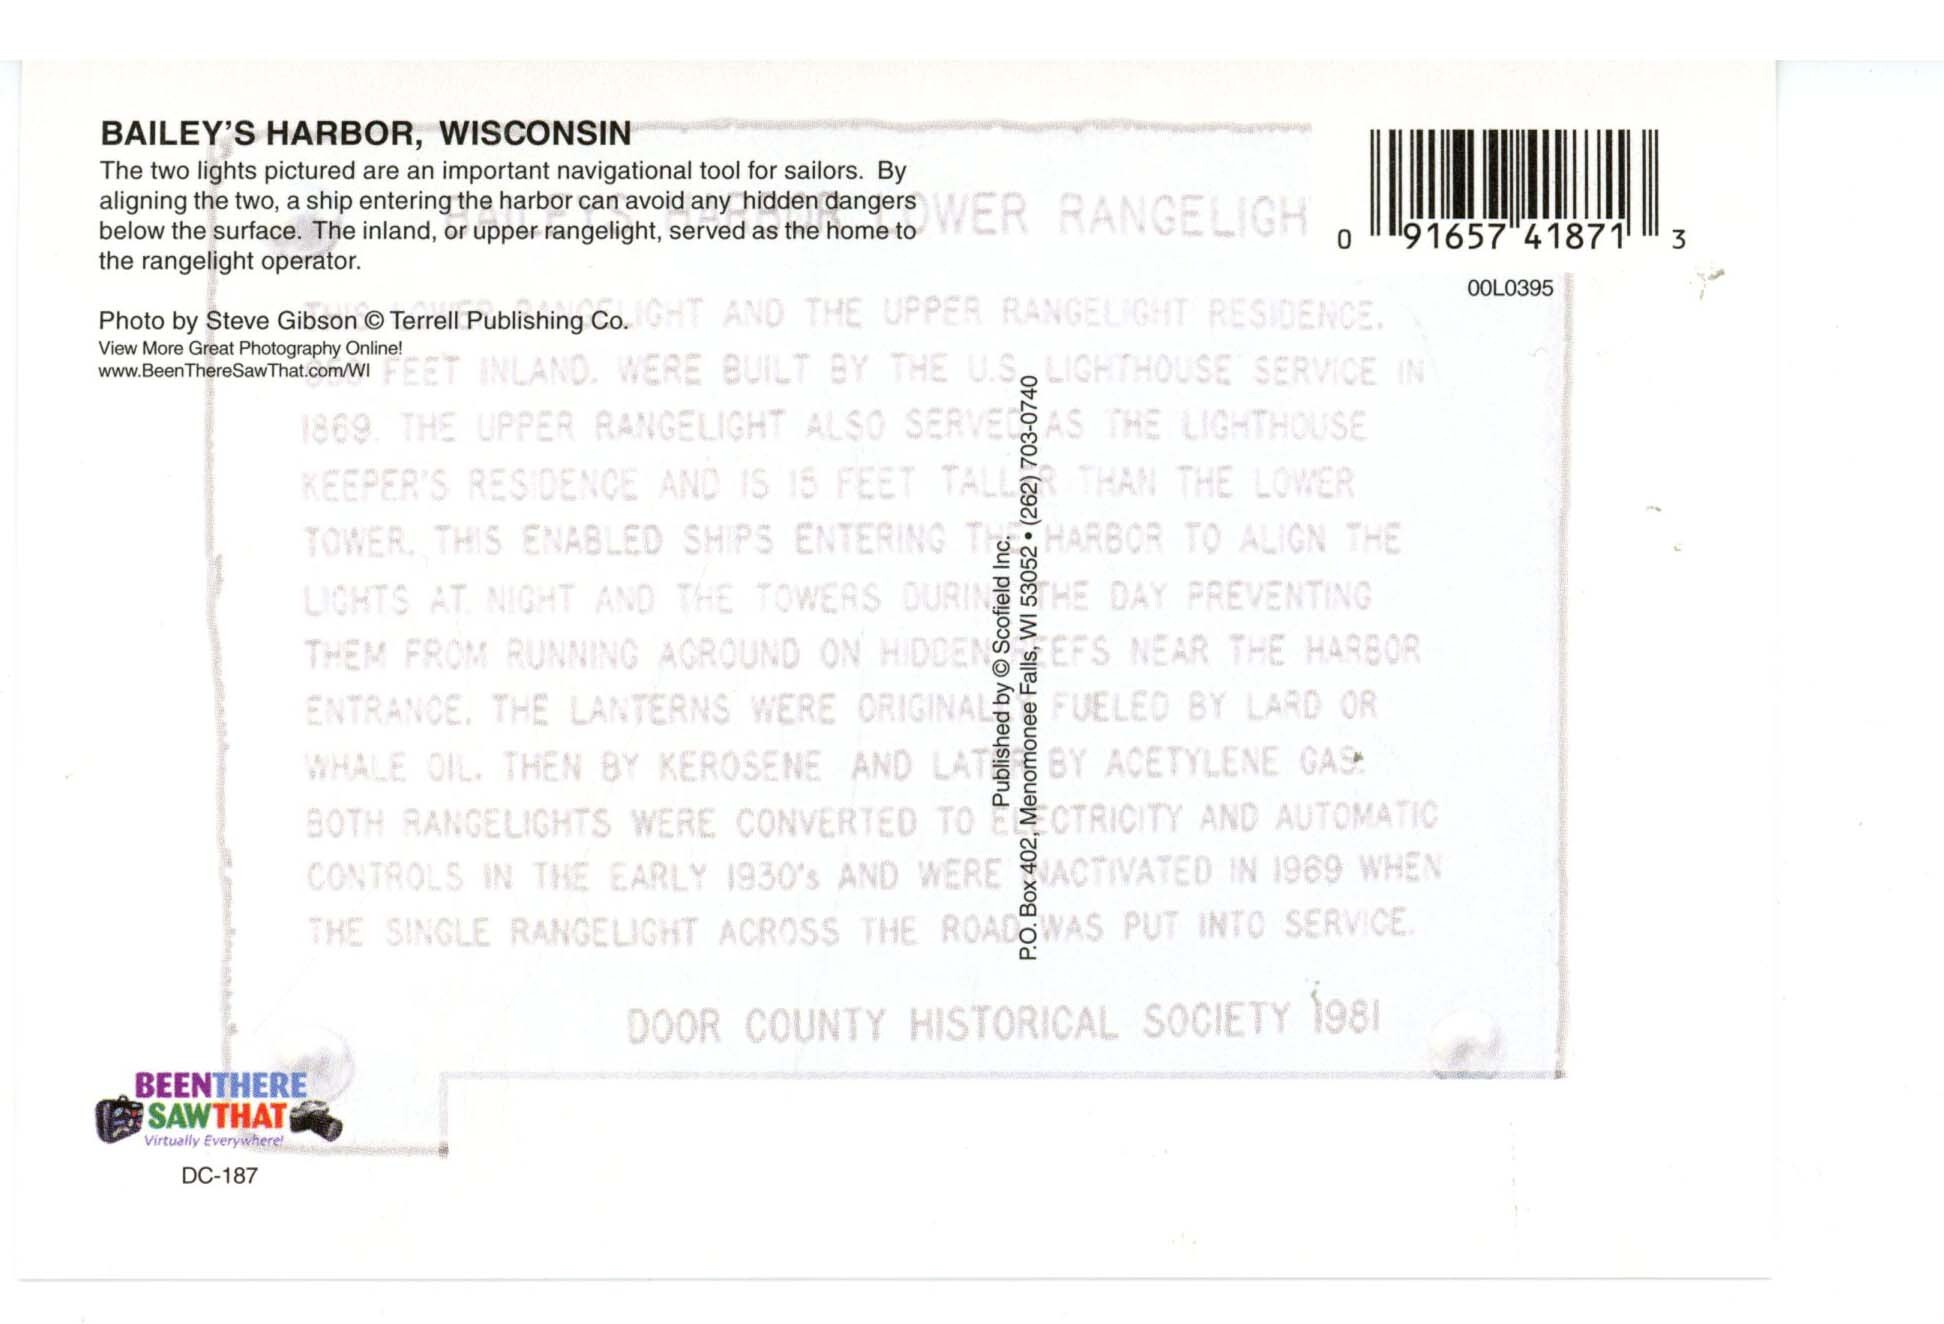 BAILEY'S HARBOR, WISCONSIN
The two lights pictured are an important navigational tool for sailors. By
aligning the two, a ship entering the harbor can avoid any hidden dangers
below the surface. The inland, or upper rangelight, served as the home to
the rangelight operator.
Photo by Steve Gibson © Terrell Publishing Co.
View More Great Photography Online!
www.BeenThereSawThat.com/WI
0 91657 41871 3
00L0395
BAILEYS HARBOR LOWER RANGELIGH
THIS LOWER RANGELIGHT AND THE UPPER RANGELIGHT RESIDENCE,
FEET INLAND, WERE BUILT BY THE U.S. LIGHTHOUSE SERVICE IN
1869. THE UPPER RANGELIGHT ALSO SERVED AS THE LIGHTHOUSE
KEEPER'S RESIDENCE AND IS 15 FEET TALLER THAN THE LOWER
TOWER. THIS ENABLED SHIPS ENTERING THE HARBOR TO ALIGN THE
LIGHTS AT NIGHT AND THE TOWERS DURING THE DAY PREVENTING
THEM FROM RUNNING AGROUND ON HIDDEN REEFS NEAR THE HARBOR
ENTRANCE. THE LANTERNS WERE ORIGINALLY FUELED BY LARD OR
WHALE OIL, THEN BY KEROSENE AND LATER BY ACETYLENE GAS.
BOTH RANGELIGHTS WERE CONVERTED TO ELECTRICITY AND AUTOMATIC
CONTROLS IN THE EARLY 1930's AND WERE INACTIVATED IN 1969 WHEN
THE SINGLE RANGELIGHT ACROSS THE ROAD WAS PUT INTO SERVICE.
DOOR COUNTY HISTORICAL SOCIETY 1981
Published by © Scofield Inc.
P.O. Box 402, Menomonee Falls, WI 53052 • (262) 703-0740
BEENTHERE
SAWTHAT
Virtually Everywhere!
DC-187